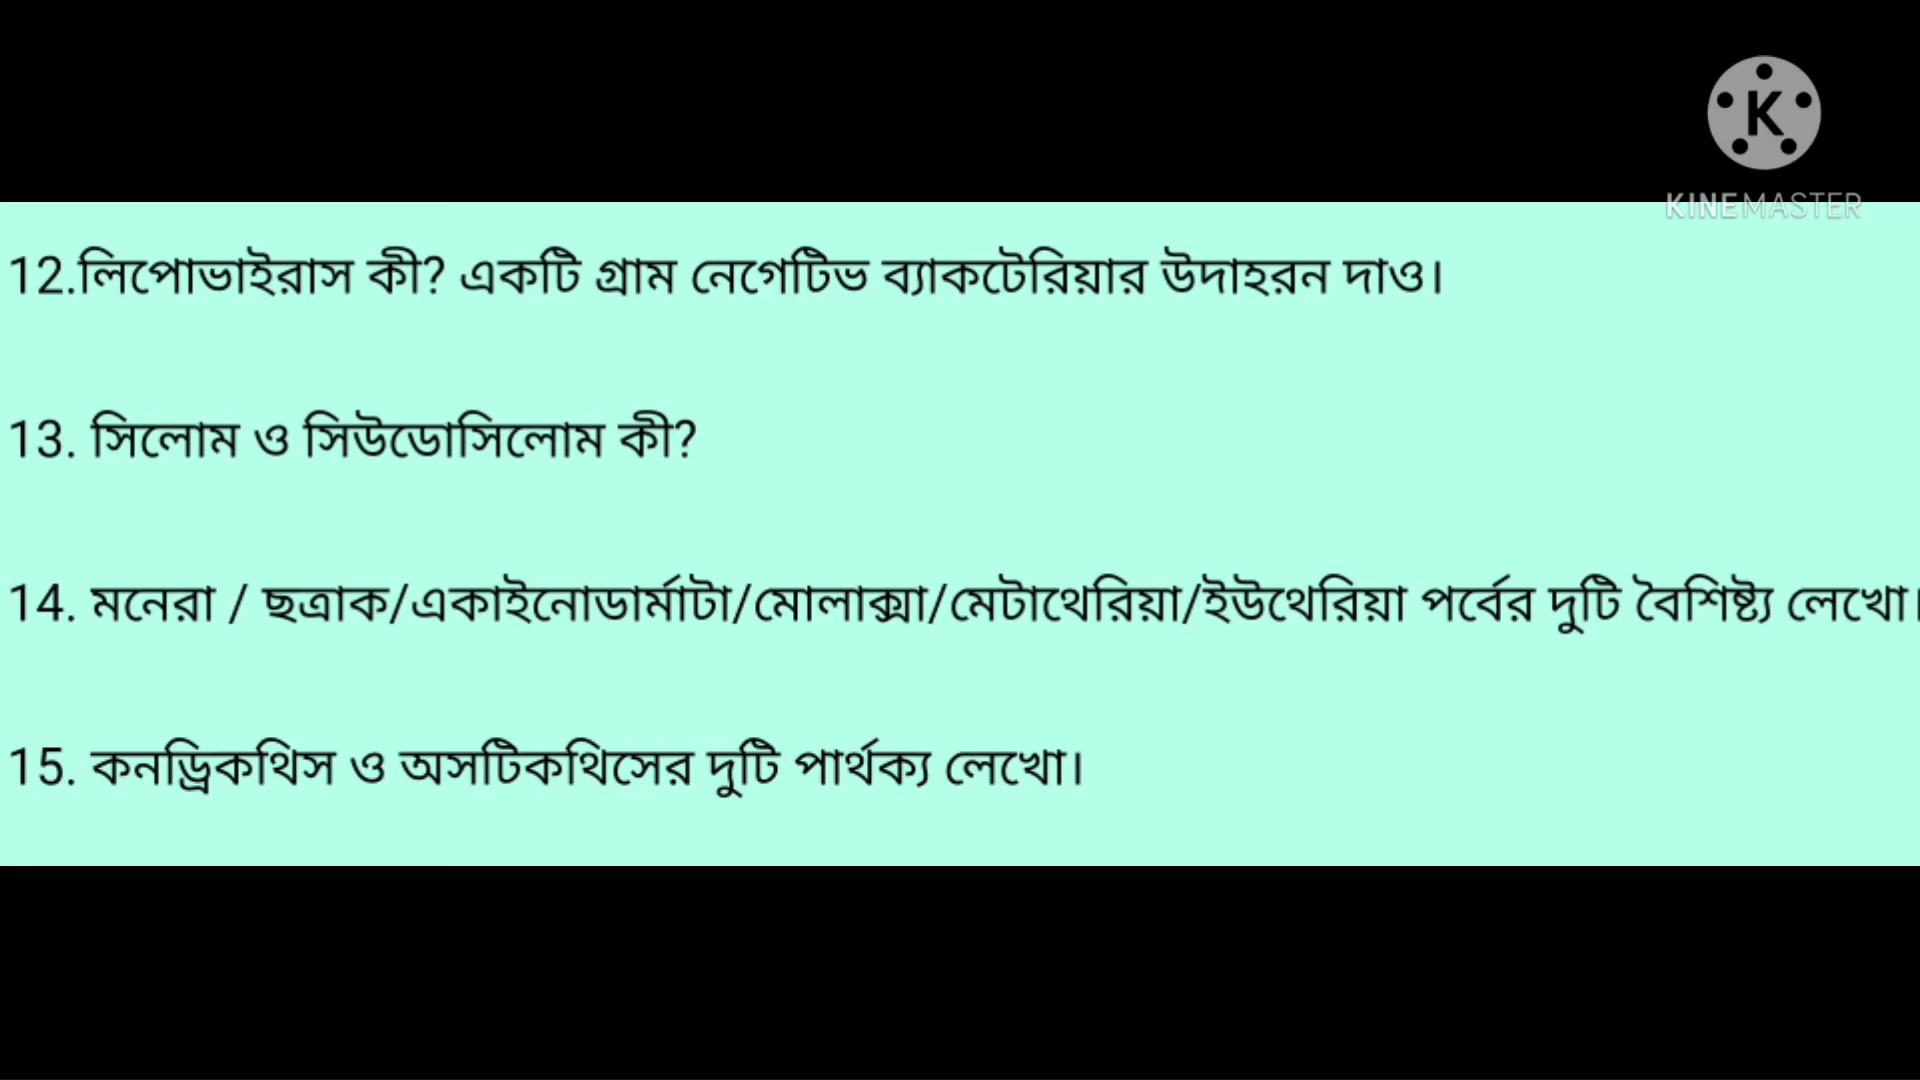 K
KINEMASTER
12.লিপোভাইরাস কী? একটি গ্রাম নেগেটিভ ব্যাকটেরিয়ার উদাহরন দাও।
13. সিলোম ও সিউডোসিলোম কী?
14. মনেরা / ছত্রাক/একাইনোডার্মাটা/মোলাক্সা/মেটাথেরিয়া/ইউথেরিয়া পর্বের দুটি বৈশিষ্ট্য লেখো।
15. কনড্রিকথিস ও অসটিকথিসের দুটি পার্থক্য লেখো।